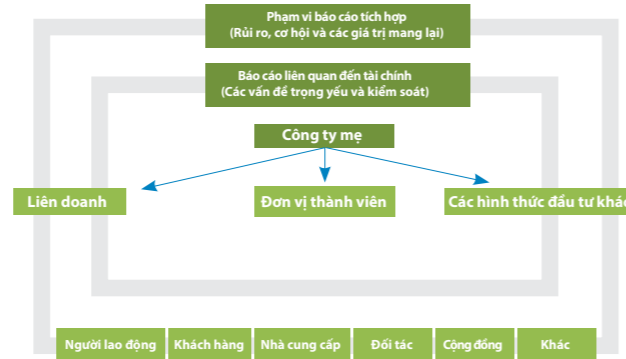 Phạm vi báo cáo tích hợp
(Rủi ro, cơ hội và các giá trị mang lại)
Báo cáo liên quan đến tài chính
(Các vấn đề trọng yếu và kiểm soát)
Công ty mẹ
Liên doanh
Đơn vị thành viên
Các hình thức đầu tư khác
Người lao động
Khách hàng
Nhà cung cấp
Đối tác
Cộng đồng
Khác